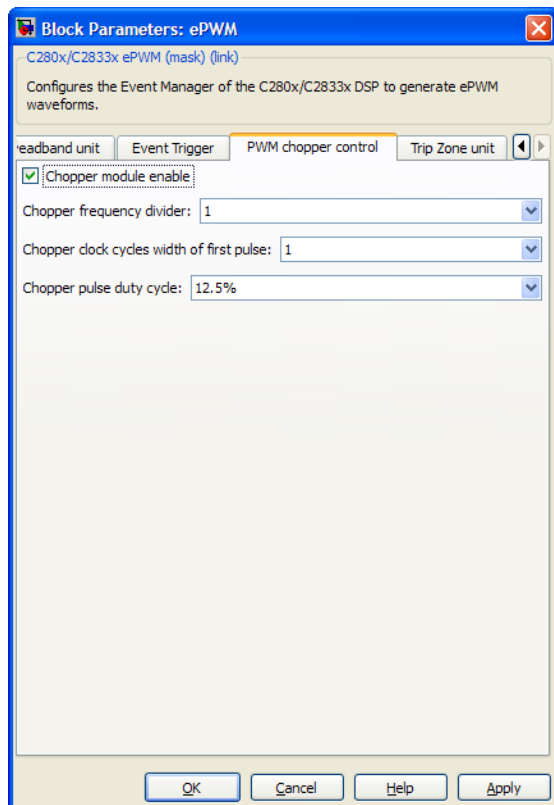 Block Parameters: ePWM
C280x/C2833x ePWM (mask) (link)
Configures the Event Manager of the C280x/C2833x DSP to generate ePWM
waveforms.
unit Event Trigger PWM chopper control Trip Zone unit
Chopper module enable
Chopper frequency divider: 1
Chopper clock cycles width of first pulse: 1
Chopper pulse duty cycle: 12.5%
OK Cancel Help Apply